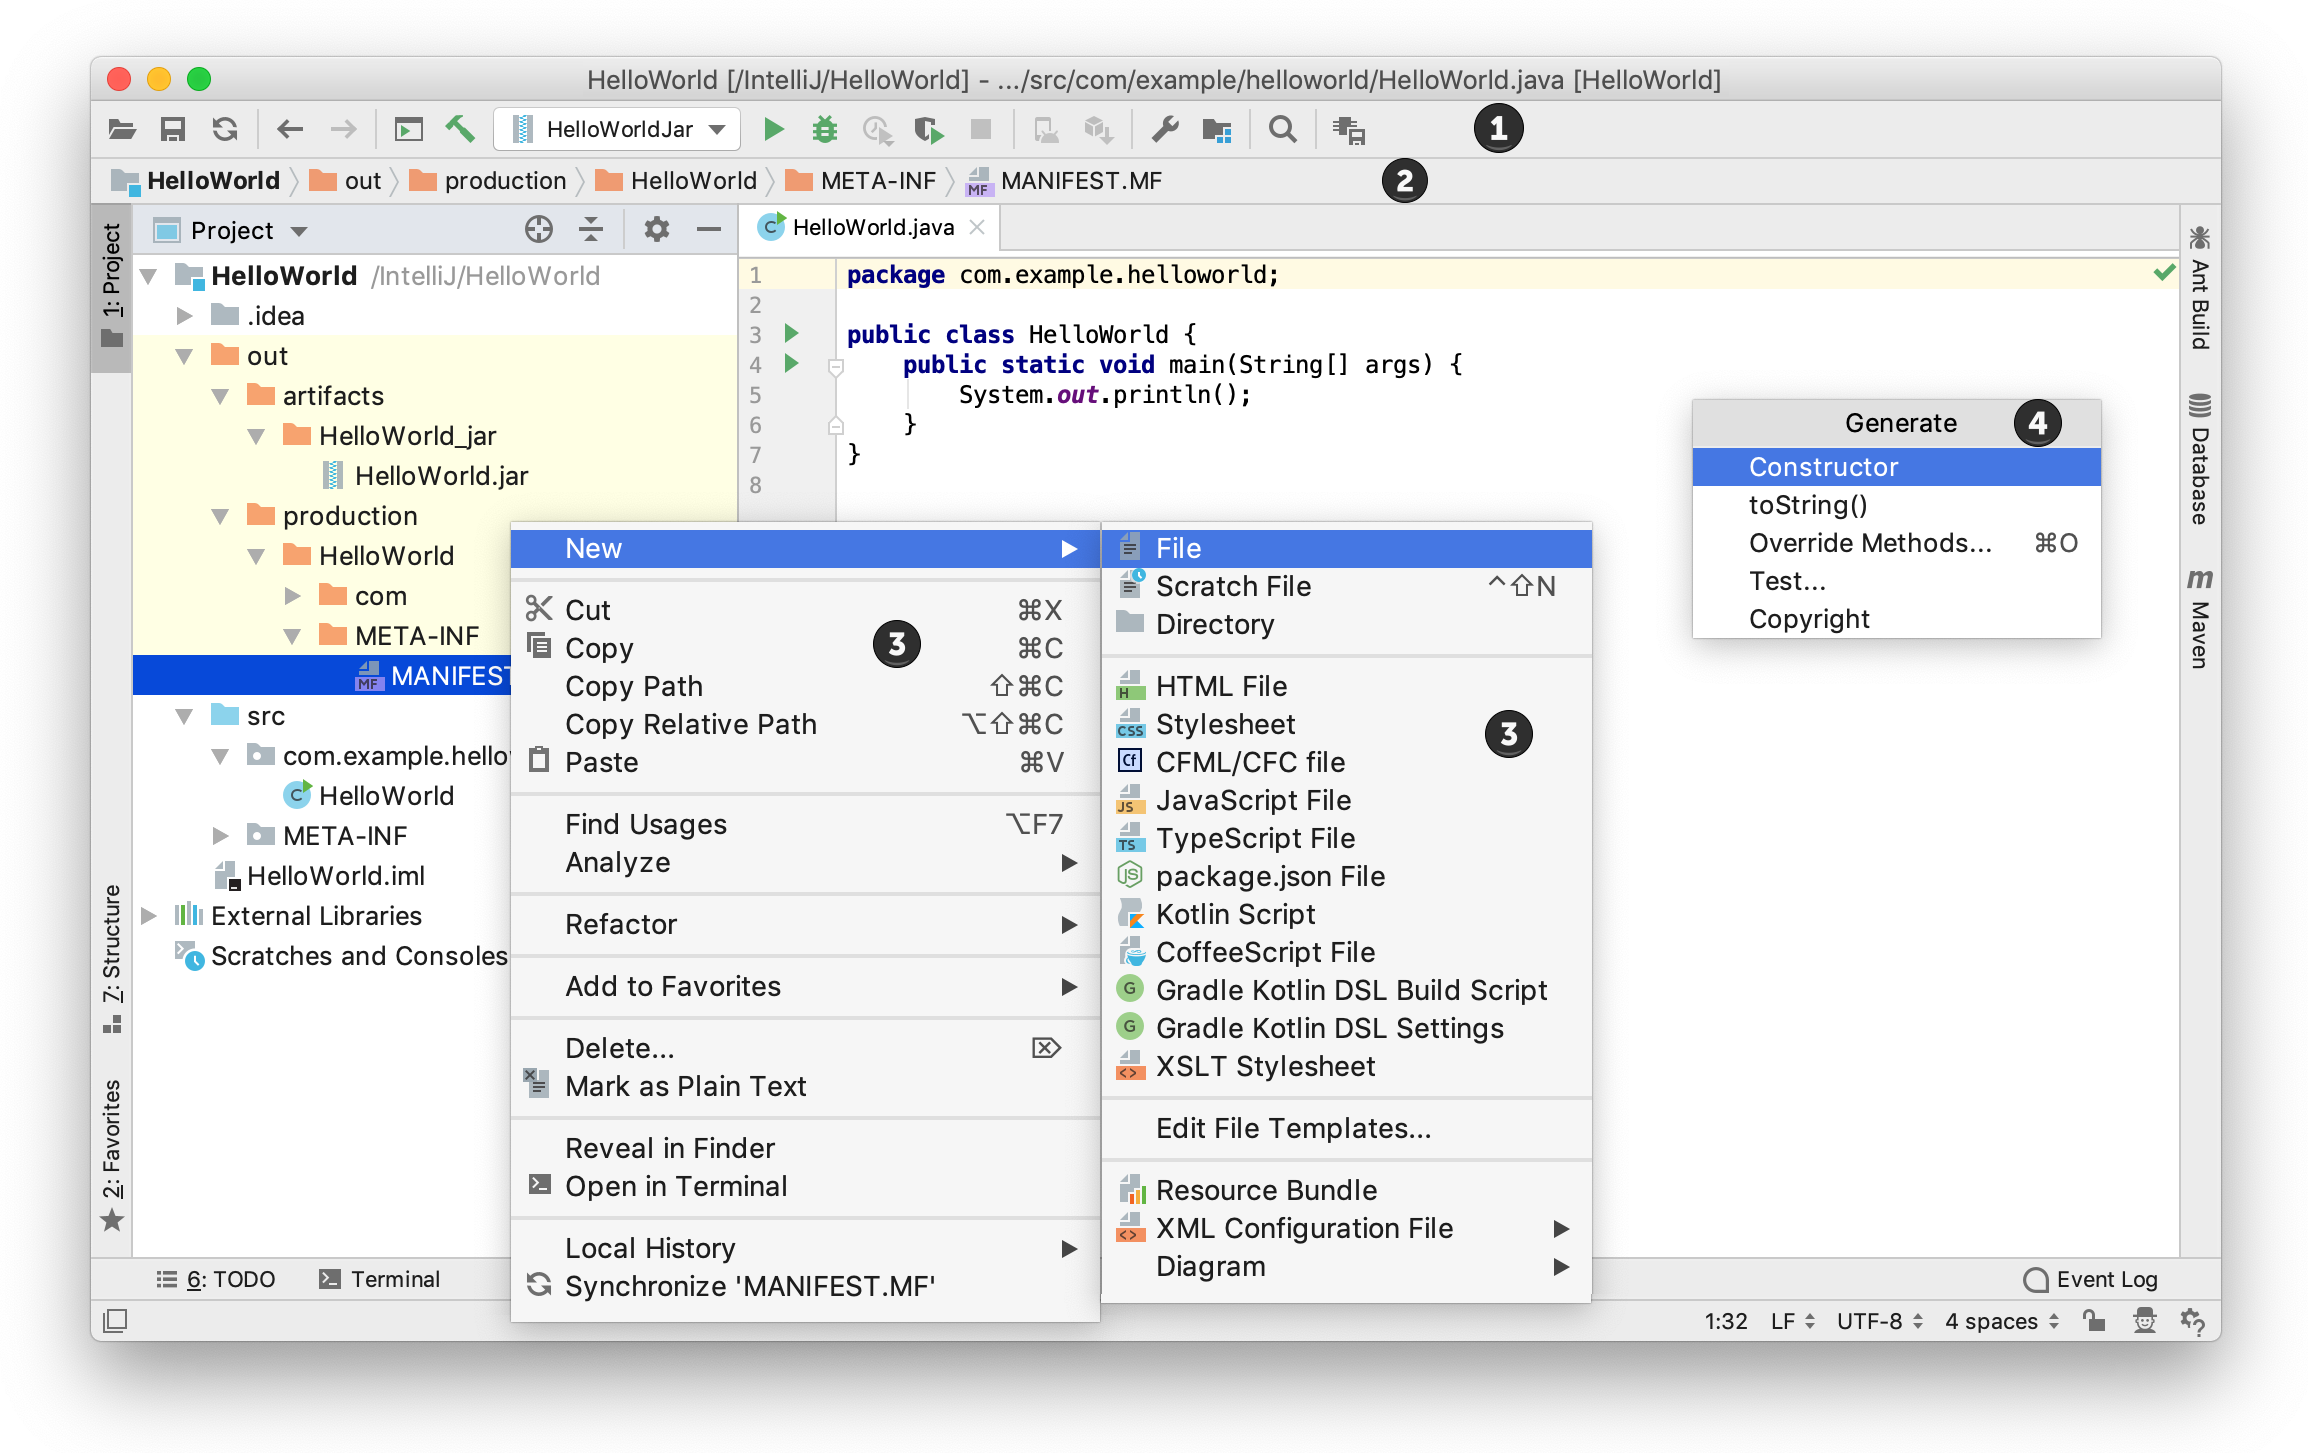 HelloWorld [/IntelliJ/HelloWorld] - .../src/com/example/helloworld/HelloWorld.java [HelloWorld]
HelloWorldJar
1
HelloWorld out production HelloWorld META-INF MF MANIFEST.MF
2
1: Project
7: Structure
2: Favorites
Project
HelloWorld /IntelliJ/HelloWorld
.idea
out
artifacts
HelloWorld_jar
HelloWorld.jar
production
HelloWorld
com
META-INF
MF MANIFEST
src
com.example.hello
C HelloWorld
META-INF
HelloWorld.iml
External Libraries
Scratches and Consoles
C HelloWorld.java
1 package com.example.helloworld;
2
3 public class HelloWorld {
4 public static void main(String[] args) {
5 System.out.println();
6 }
7 }
8
New
Cut ⌘X
Copy ⌘C
3
Copy Path ⇧⌘C
Copy Relative Path ⌥⇧⌘C
Paste ⌘V
Find Usages ⌥F7
Analyze
Refactor
Add to Favorites
Delete... ⌦
Mark as Plain Text
Reveal in Finder
Open in Terminal
Local History
Synchronize 'MANIFEST.MF'
File
Scratch File ^⇧N
Directory
H HTML File
CSS Stylesheet
3
Cf CFML/CFC file
JS JavaScript File
TS TypeScript File
JS package.json File
Kotlin Script
CoffeeScript File
G Gradle Kotlin DSL Build Script
G Gradle Kotlin DSL Settings
<> XSLT Stylesheet
Edit File Templates...
Resource Bundle
<> XML Configuration File
Diagram
Generate
4
Constructor
toString()
Override Methods... ⌘O
Test...
Copyright
Ant Build
Database
m Maven
6: TODO
Terminal
Event Log
1:32 LF UTF-8 4 spaces